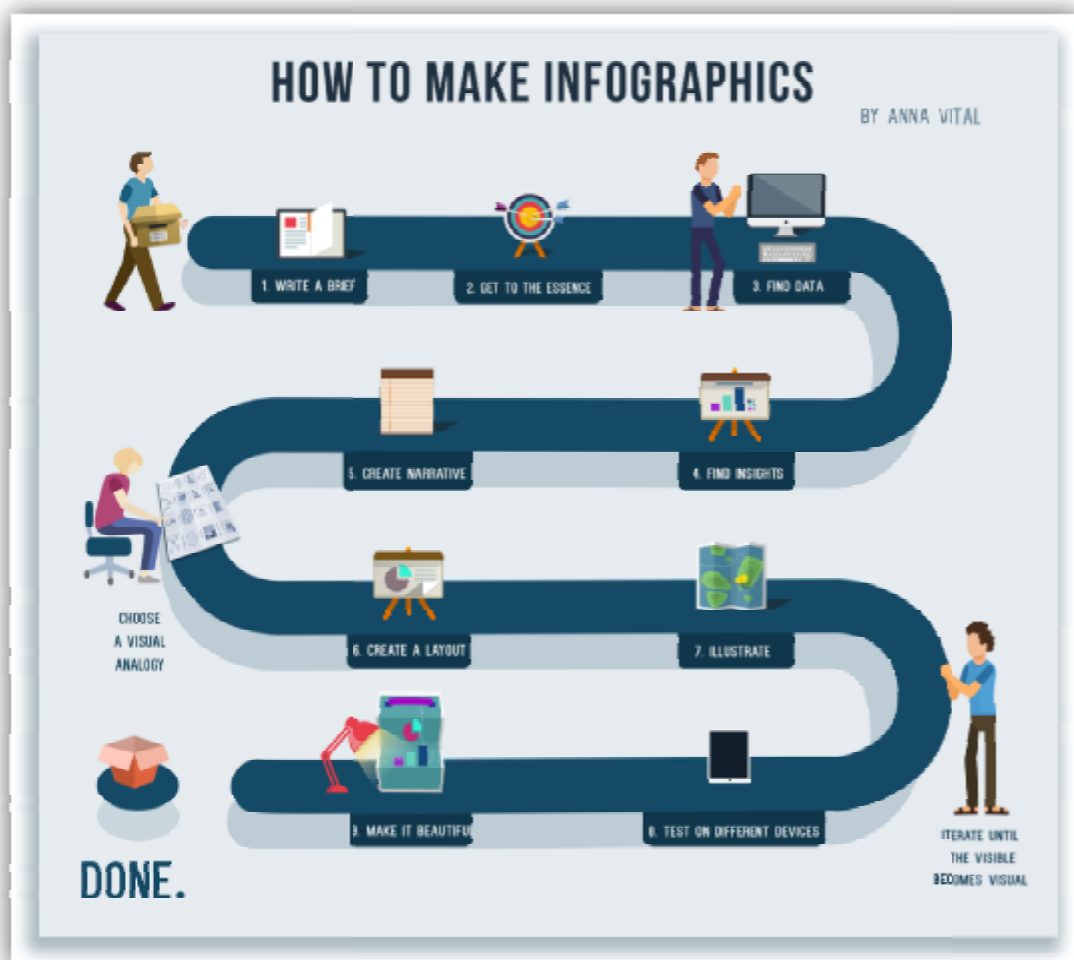 HOW TO MAKE INFOGRAPHICS
BY ANNA VITAL
1. WRITE A BRIEF
2. GET TO THE ESSENCE
3. FIND DATA
4. FIND INSIGHTS
5. CREATE NARRATIVE
CHOOSE
A VISUAL
ANALOGY
6. CREATE A LAYOUT
7. ILLUSTRATE
ITERATE UNTIL
THE VISIBLE
BECOMES VISUAL
8. TEST ON DIFFERENT DEVICES
9. MAKE IT BEAUTIFU
DONE.